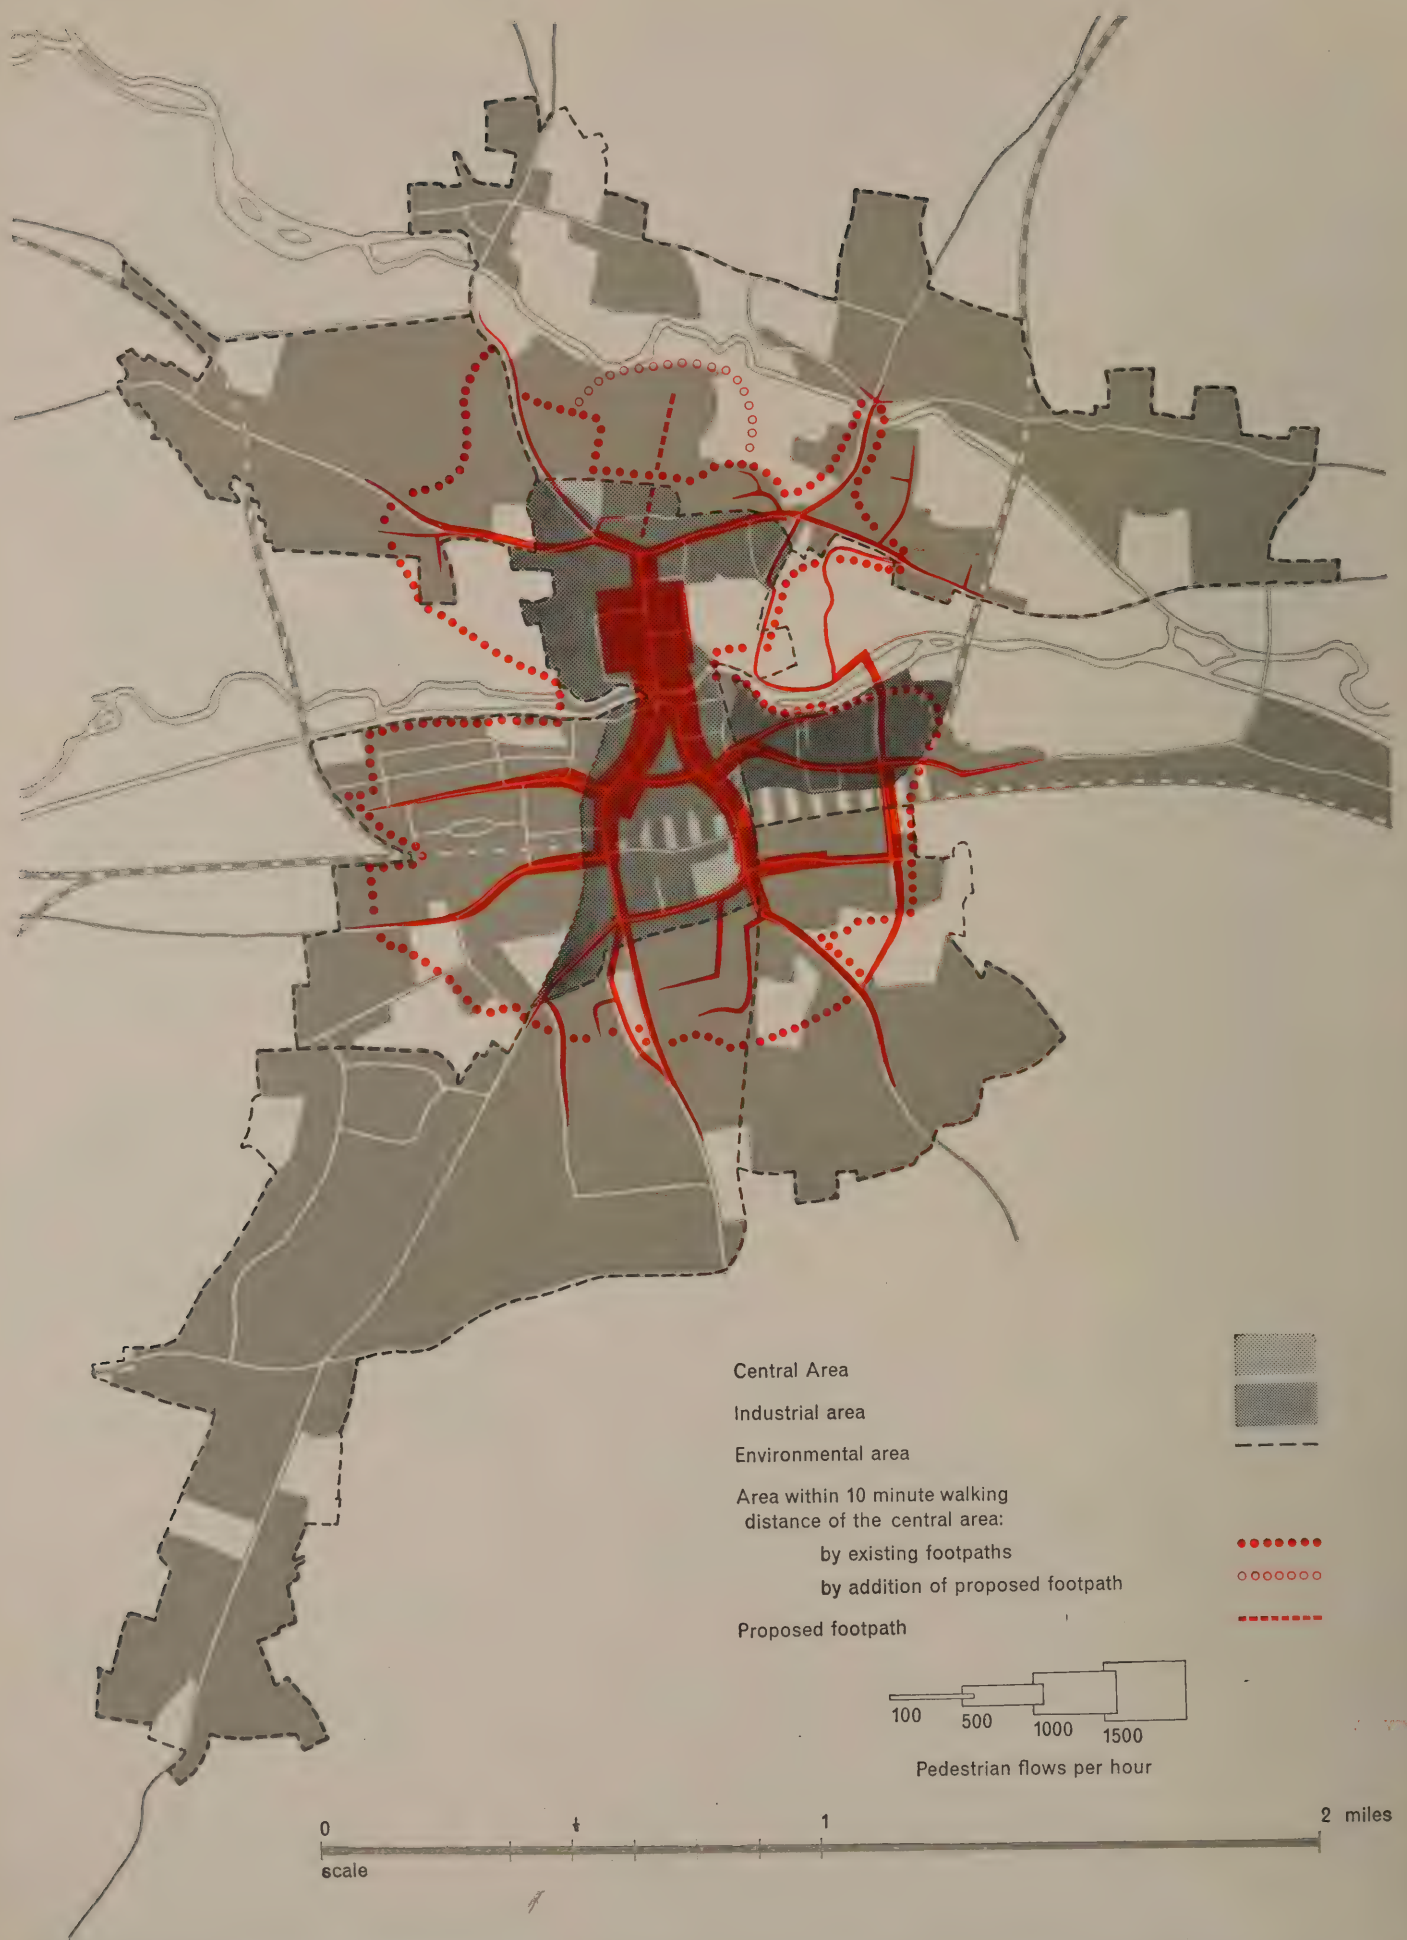 Central Area
Industrial area
Environmental area
Area within 10 minute walking
distance of the central area:
by existing footpaths
by addition of proposed footpath
Proposed footpath
100 500 1000 1500
Pedestrian flows per hour
0 1 2 miles
scale